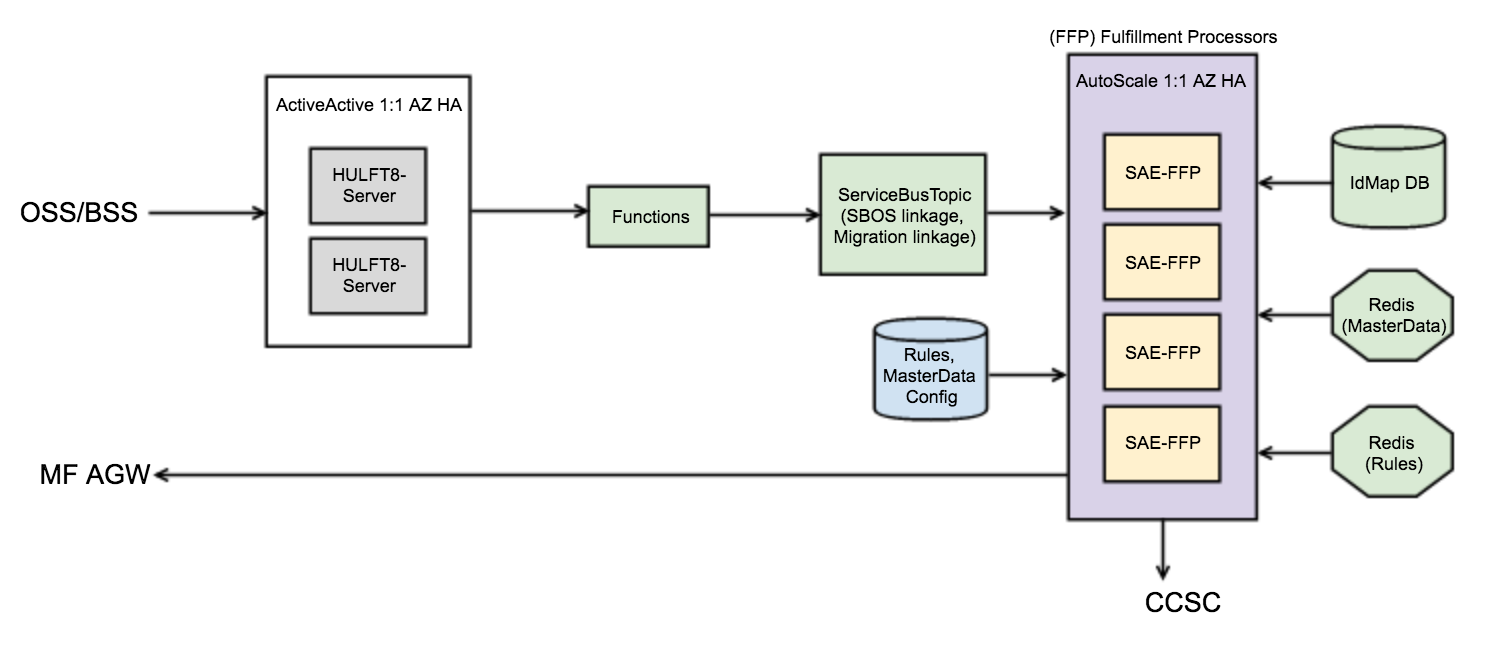 (FFP) Fulfillment Processors
ActiveActive 1:1 AZ HA
HULFT8-
Server
HULFT8-
Server
OSS/BSS
Functions
ServiceBusTopic
(SBOS linkage,
Migration linkage)
Rules,
MasterData
Config
AutoScale 1:1 AZ HA
SAE-FFP
SAE-FFP
SAE-FFP
SAE-FFP
IdMap DB
Redis
(MasterData)
Redis
(Rules)
MF AGW
CCSC